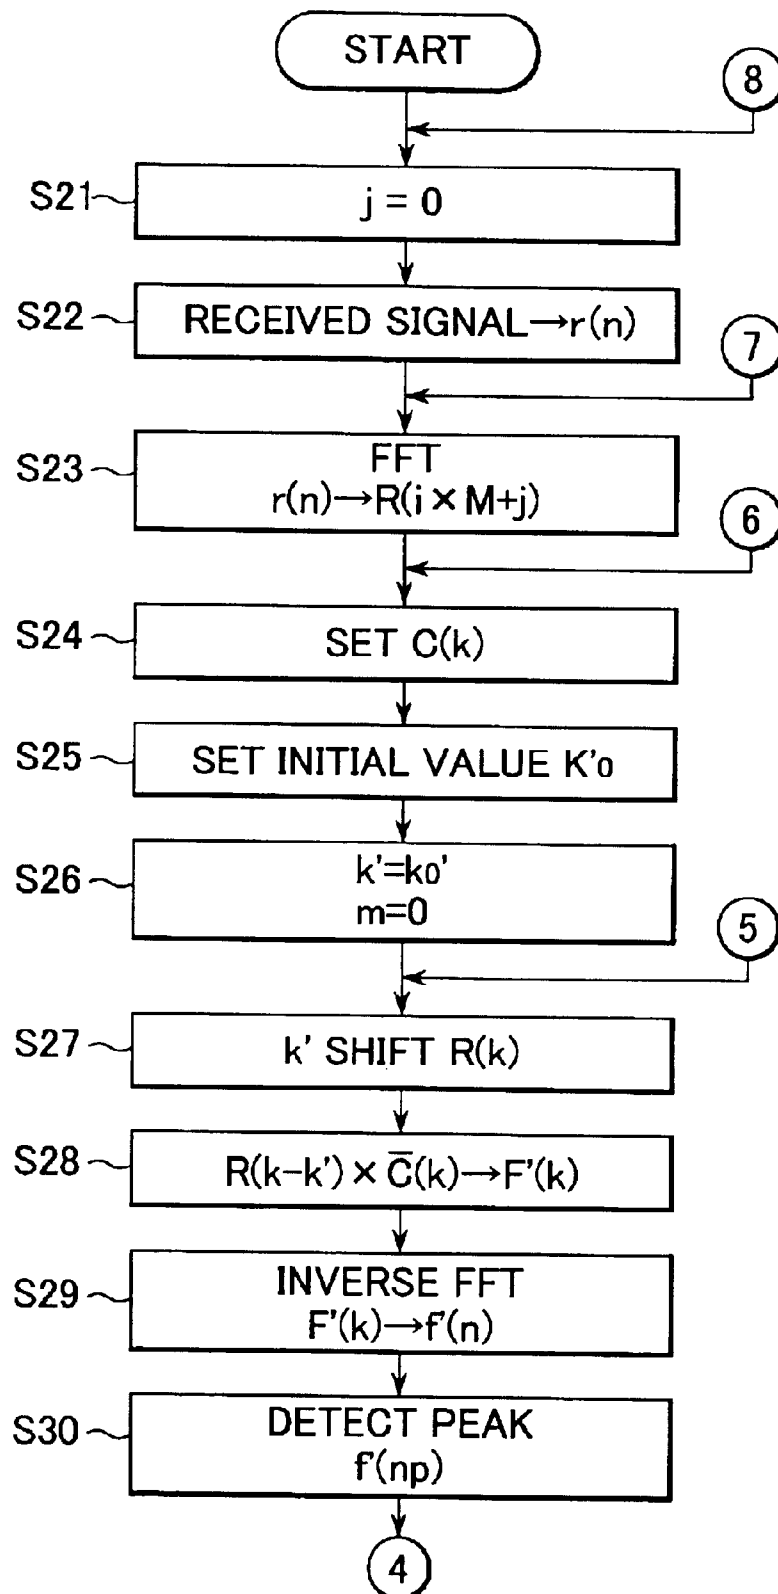 START
8
S21
j = 0
S22
RECEIVED SIGNAL→r(n)
7
S23
FFT
r(n)→R(i × M+j)
6
S24
SET C(k)
S25
SET INITIAL VALUE K'0
S26
k'=k0'
m=0
5
S27
k' SHIFT R(k)
S28
R(k-k') × C̅(k)→F'(k)
S29
INVERSE FFT
F'(k)→f'(n)
S30
DETECT PEAK
f'(np)
4